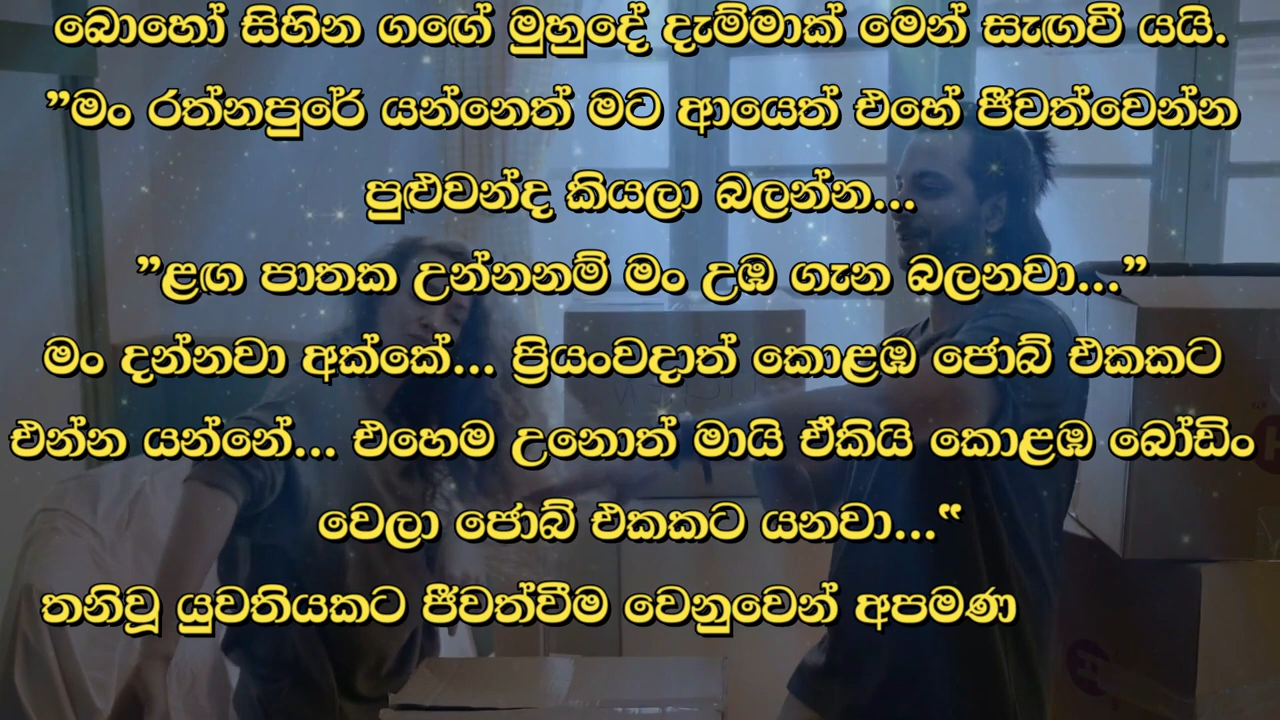 බොහෝ සිහින ගඟේ මුහුදේ දැම්මාක් මෙන් සැඟවී යයි.
”මං රත්නපුරේ යන්නෙත් මට ආයෙත් එහේ ජීවත්වෙන්න
පුළුවන්ද කියලා බලන්න...
”ළඟ පාතක උන්නනම් මං උඹ ගැන බලනවා...”
මං දන්නවා අක්කේ... ප්‍රියංවදාත් කොළඹ ජොබ් එකකට
එන්න යන්නේ... එහෙම උනොත් මායි ඒකියි කොළඹ බෝඩිං
වෙලා ජොබ් එකකට යනවා...“
තනිවූ යුවතියකට ජීවත්වීම වෙනුවෙන් අපමණ